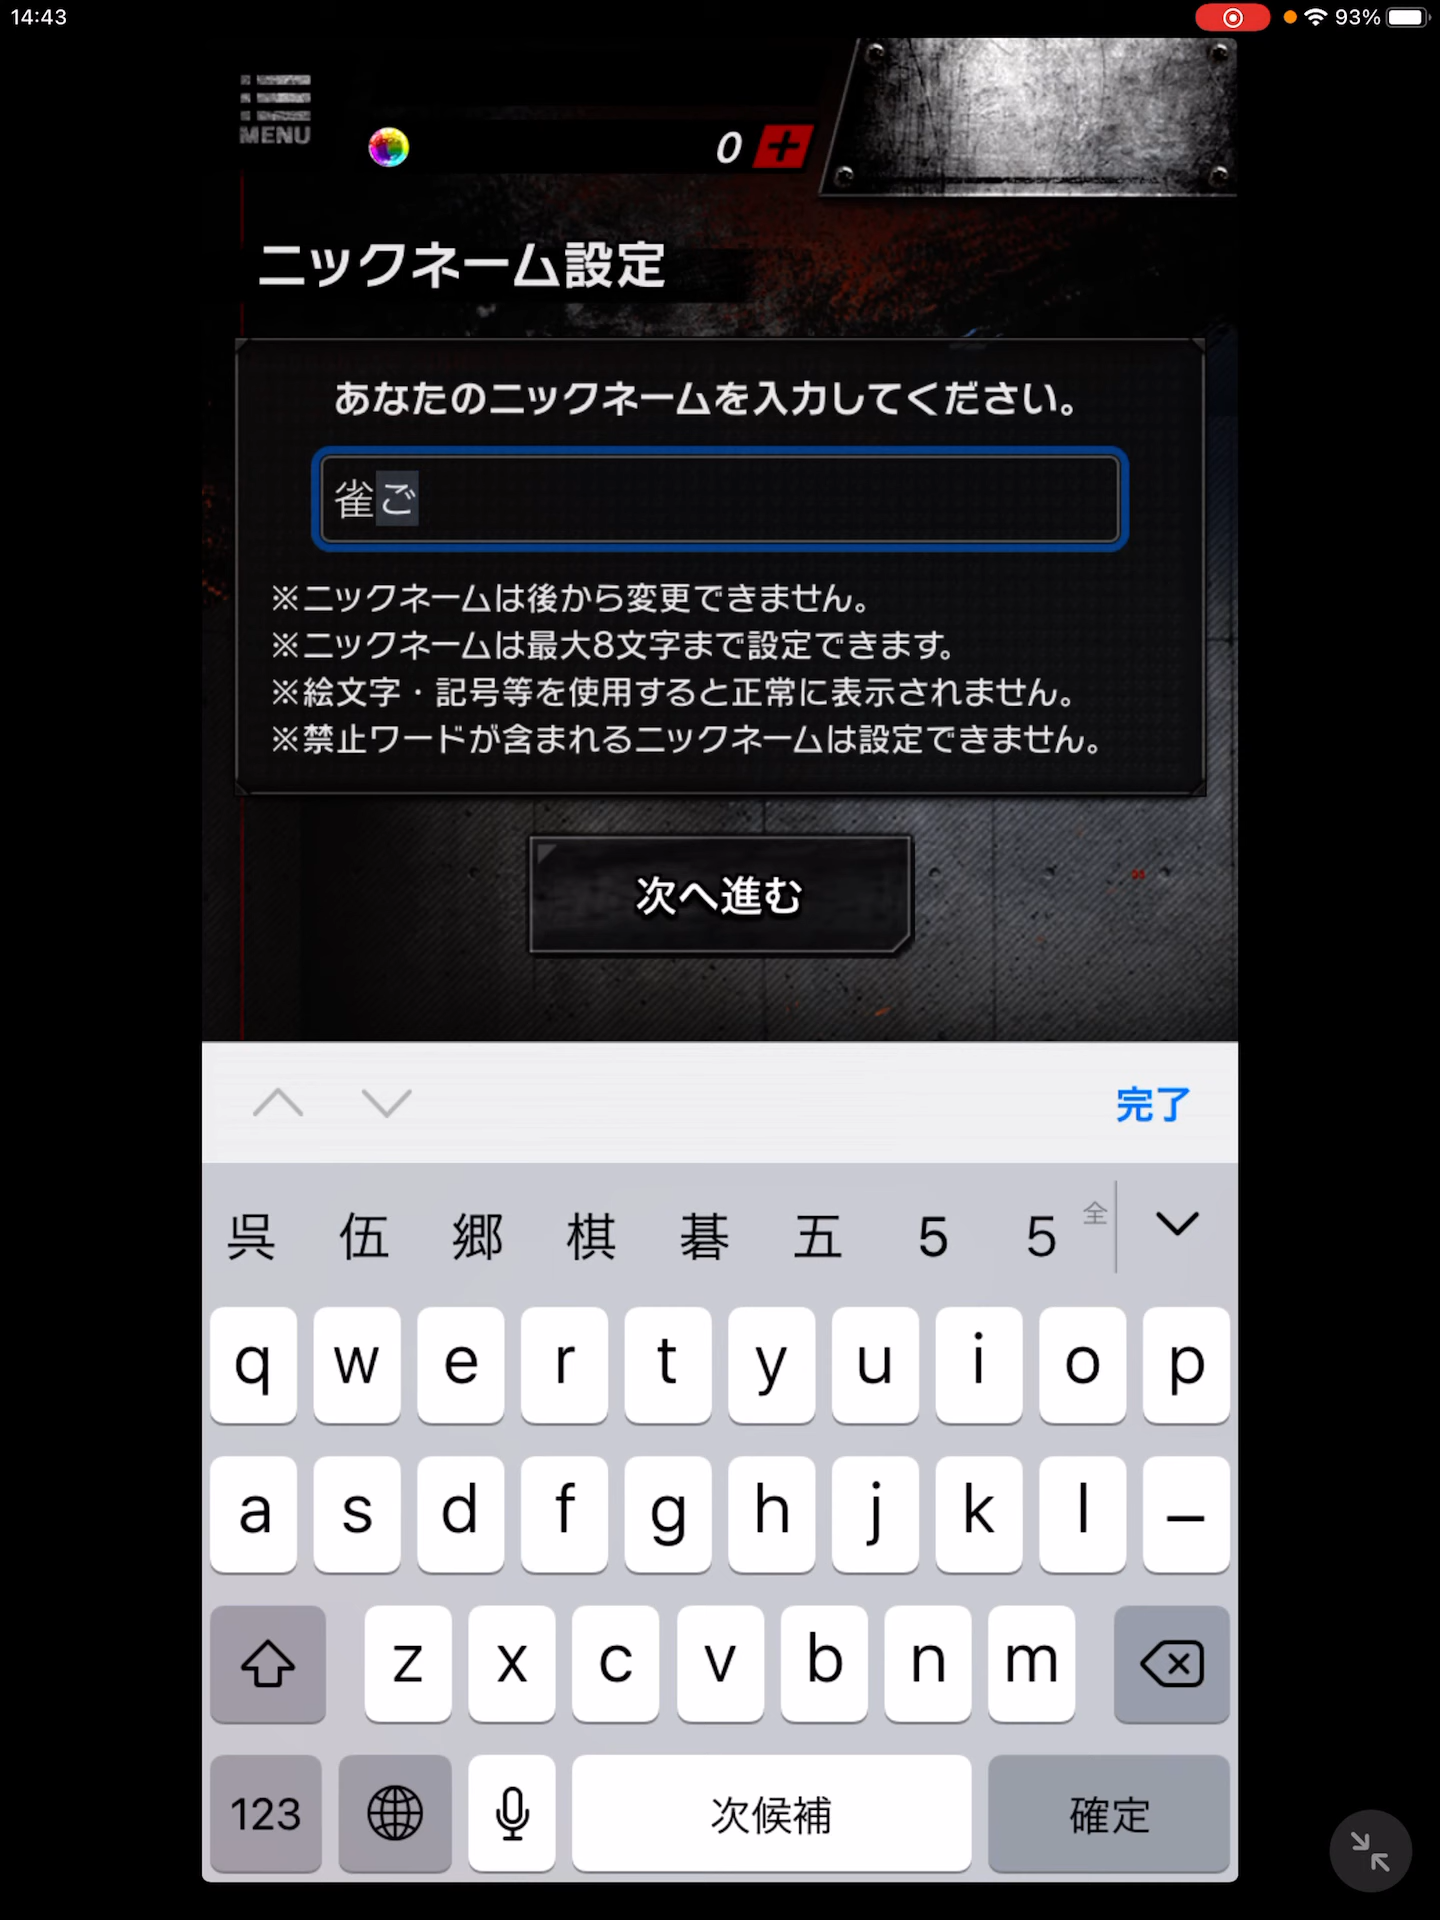 14:43
93%
MENU
0
ニックネーム設定
あなたのニックネームを入力してください。
雀ご
※ニックネームは後から変更できません。
※ニックネームは最大8文字まで設定できます。
※絵文字・記号等を使用すると正常に表示されません。
※禁止ワードが含まれるニックネームは設定できません。
次へ進む
完了
呉 伍 郷 棋 碁 五 5 5 全
q w e r t y u i o p
a s d f g h j k l ー
z x c v b n m
123 次候補 確定